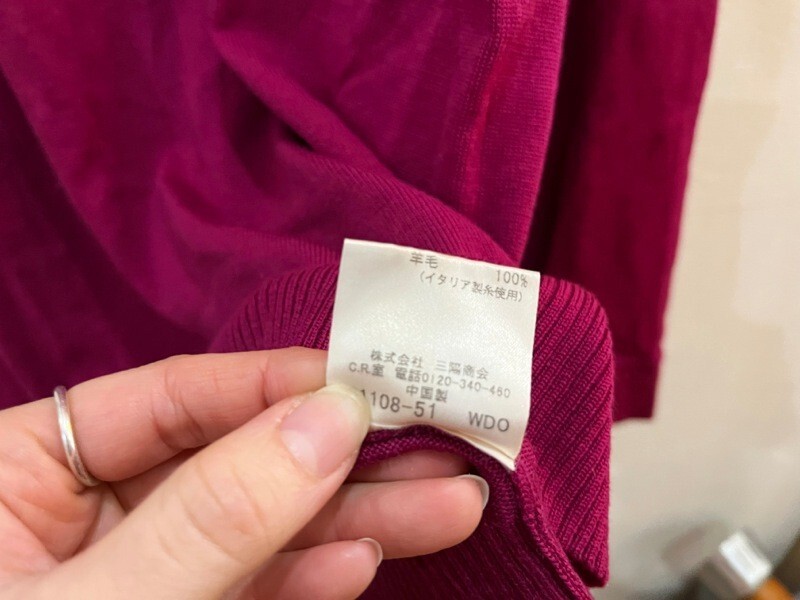 羊毛 100%
(イタリア製糸使用)
株式会社 三陽商会
C.R.室 電話0120-340-460
中国製
1108-51 WDO